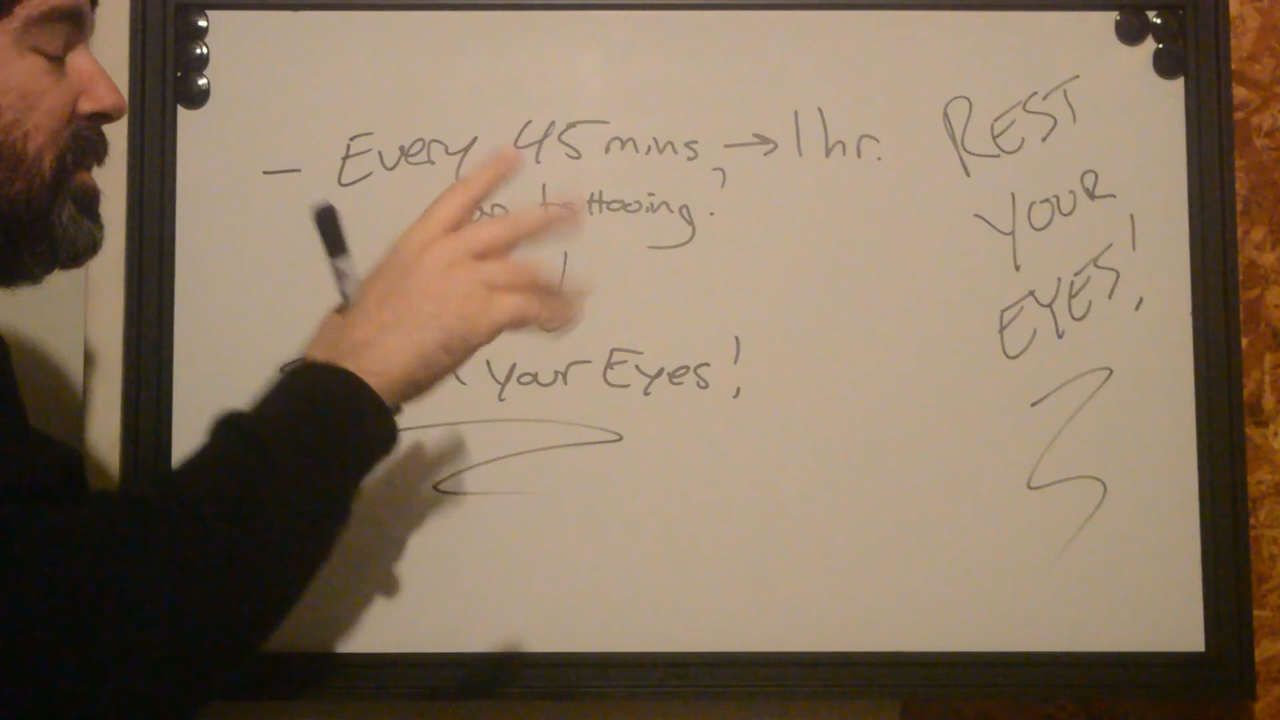 - Every 45 mins → 1 hr.
tattooing?
your Eyes!
REST
YOUR
EYES!